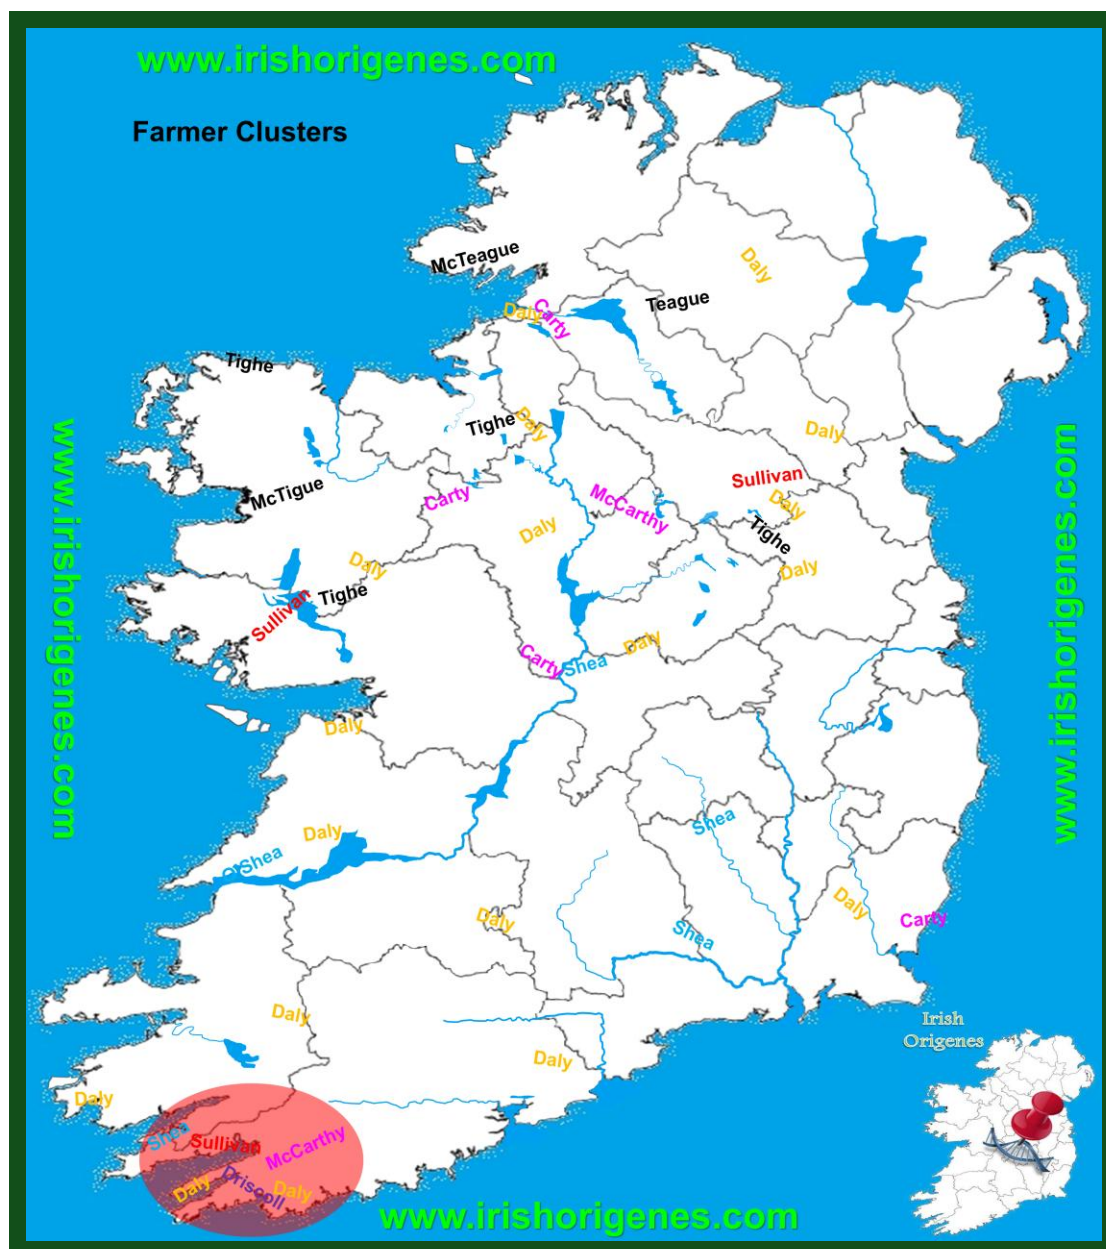 www.irishorigenes.com
Farmer Clusters
McTeague
Daly
Teague
Daly
Carty
Tighe
Tighe
Daly
Daly
McTigue
Carty
McCarthy
Sullivan
Daly
Daly
Tighe
Daly
Daly
Tighe
Sullivan
Carty
Shea
Daly
Daly
Shea
Daly
O'Shea
Daly
Carty
Daly
Shea
Daly
Daly
Daly
Shea
Sullivan
McCarthy
Daly
Driscoll
Daly
www.irishorigenes.com
www.irishorigenes.com
www.irishorigenes.com
Irish
Origenes